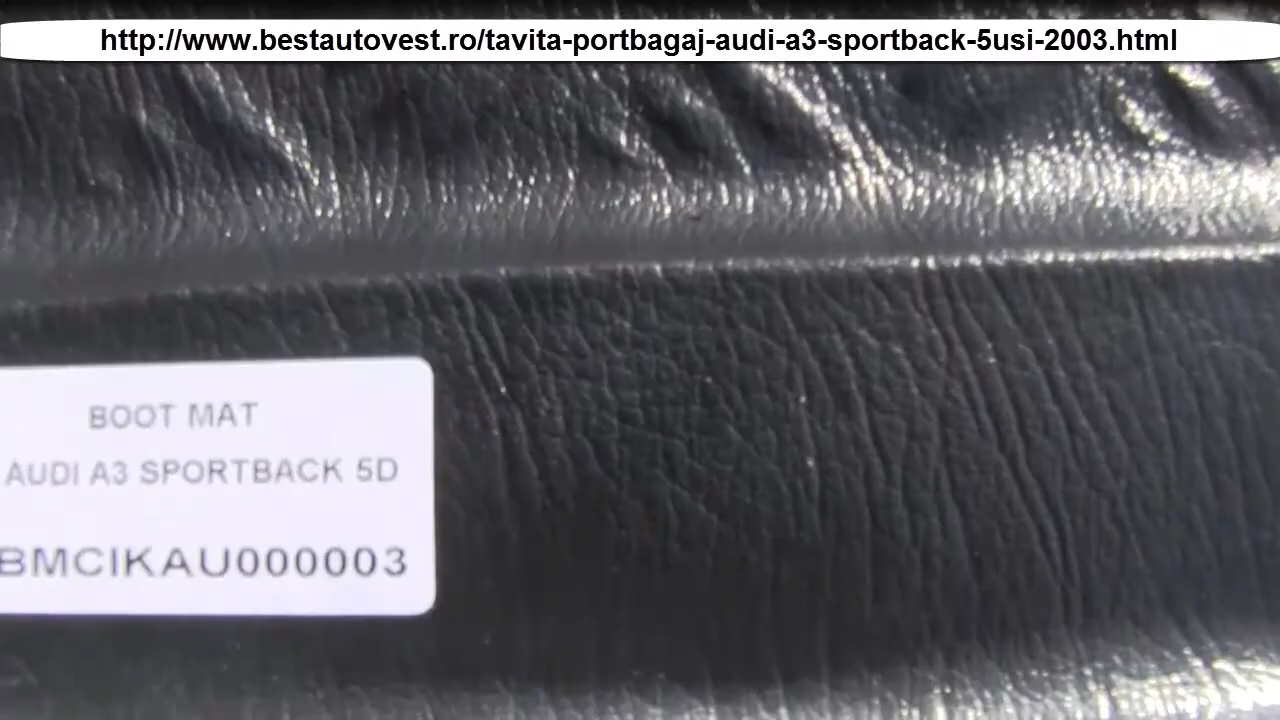 http://www.bestautovest.ro/tavita-portbagaj-audi-a3-sportback-5usi-2003.html
BOOT MAT
AUDI A3 SPORTBACK 5D
BMCIKAU000003